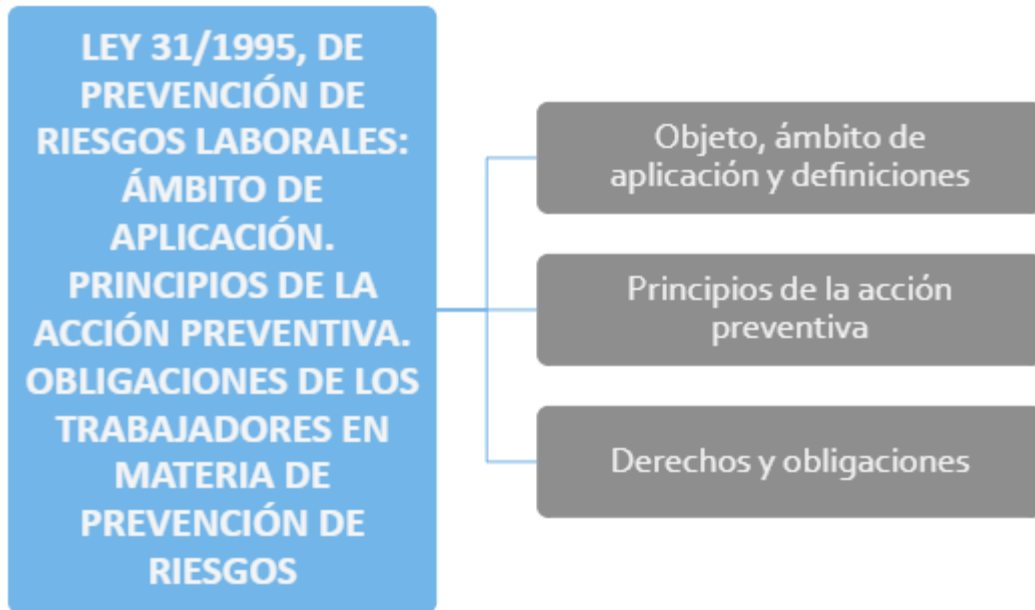 LEY 31/1995, DE
PREVENCIÓN DE
RIESGOS LABORALES:
ÁMBITO DE
APLICACIÓN.
PRINCIPIOS DE LA
ACCIÓN PREVENTIVA.
OBLIGACIONES DE LOS
TRABAJADORES EN
MATERIA DE
PREVENCIÓN DE
RIESGOS
Objeto, ámbito de
aplicación y definiciones
Principios de la acción
preventiva
Derechos y obligaciones